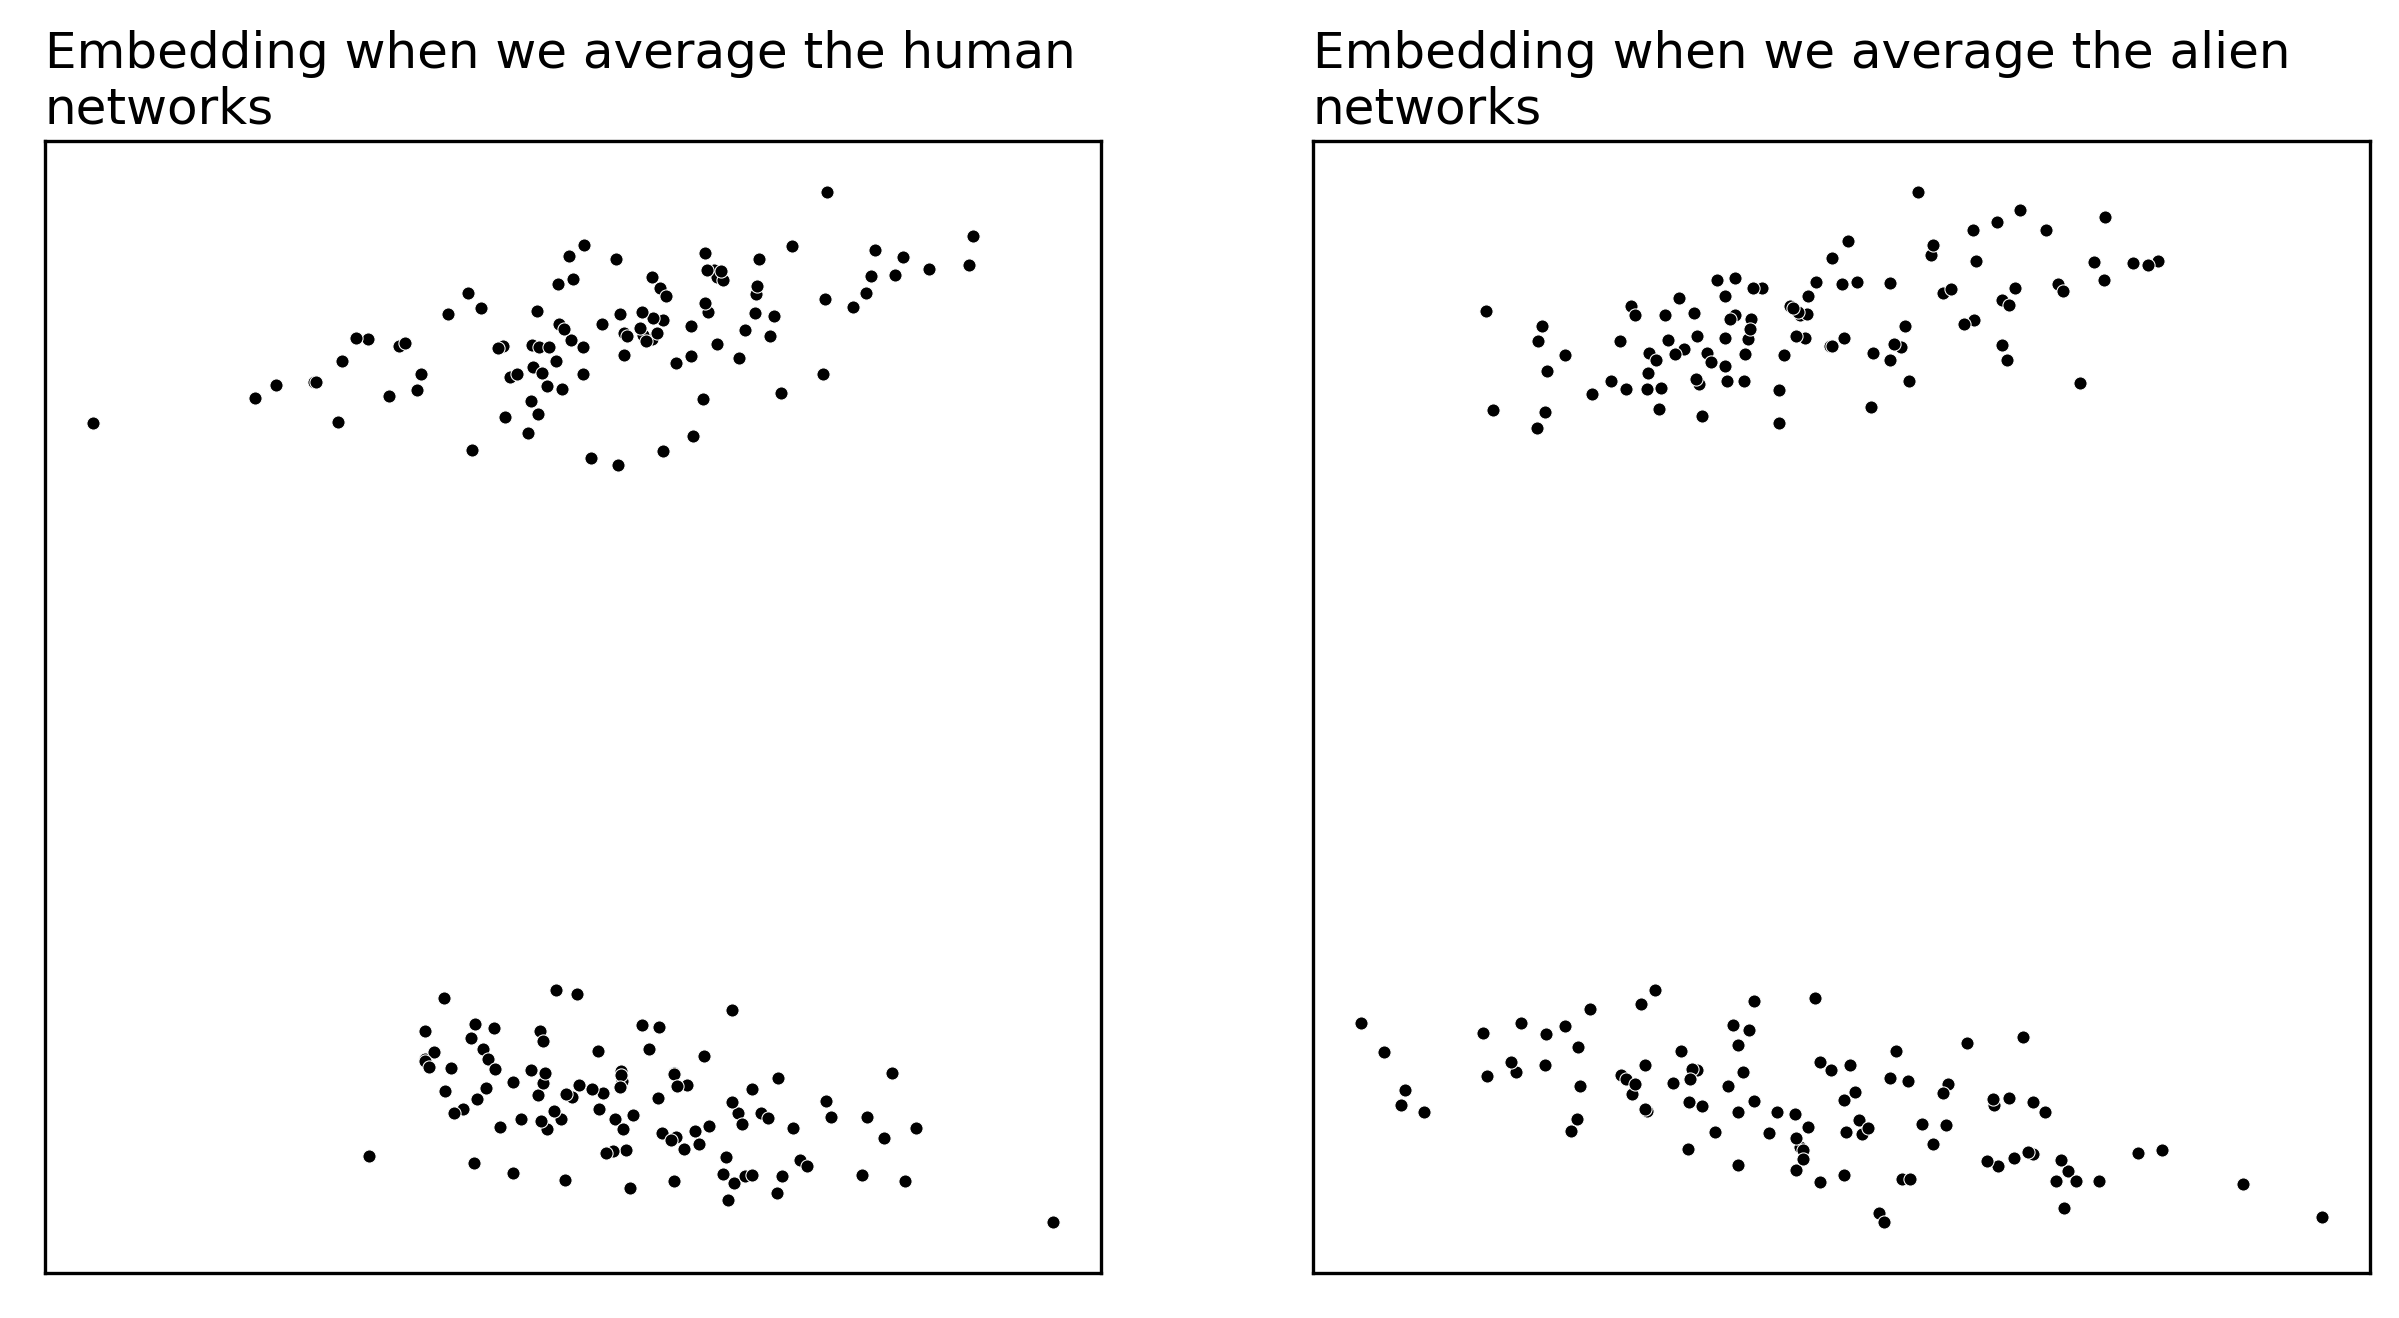 Embedding when we average the human
networks
Embedding when we average the alien
networks